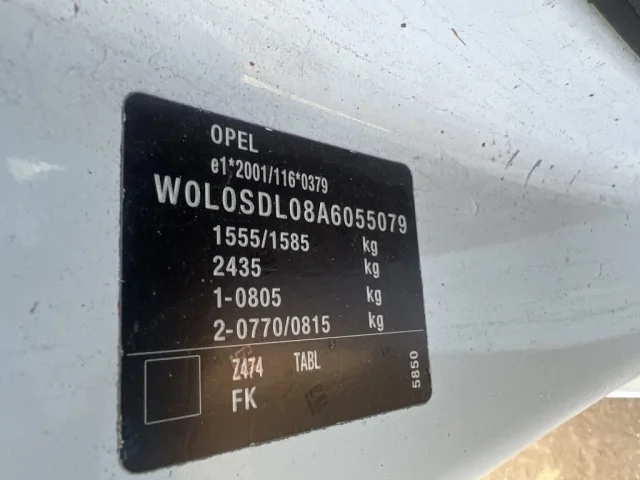 OPEL
e1*2001/116*0379
W0L0SDL08A6055079
1555/1585 kg
2435 kg
1-0805 kg
2-0770/0815 kg
Z474 TABL
FK
5850